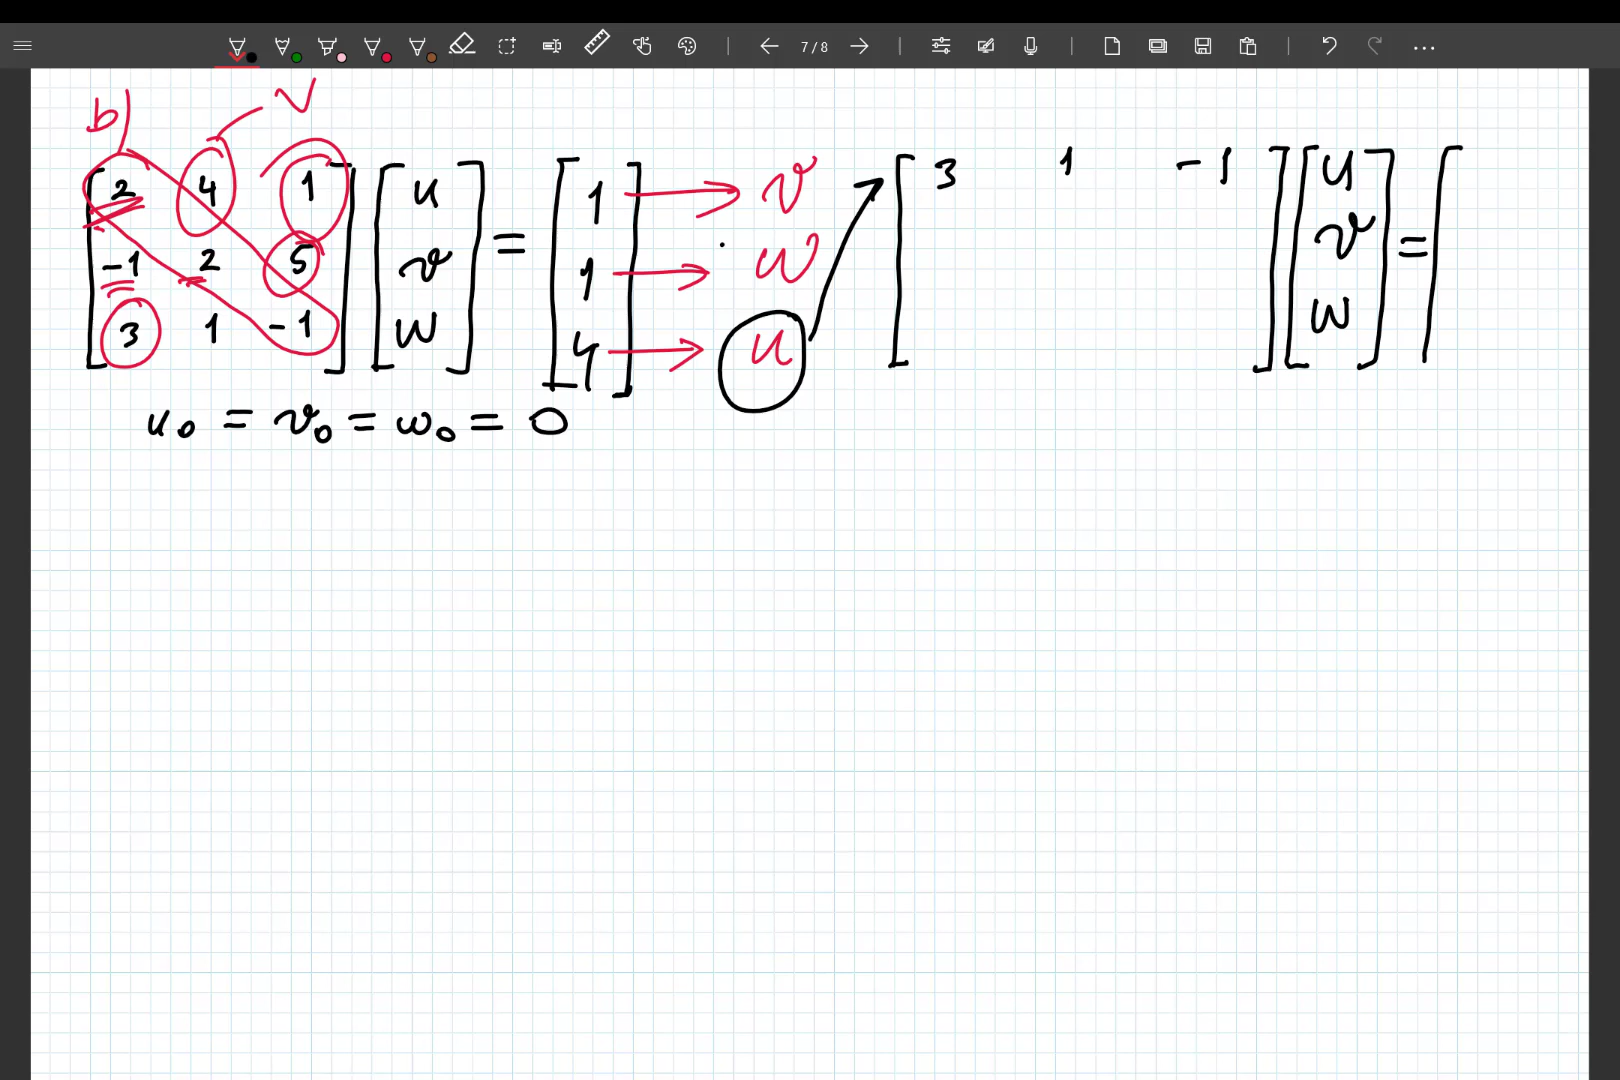 7/8
b) v
[2 4 1] [u] = [1] → v [3 1 -1] [u] = [
[-1 2 5] [v] [1] → w [v]
[3 1 -1] [w] [4] → u [w]
u₀ = v₀ = w₀ = 0